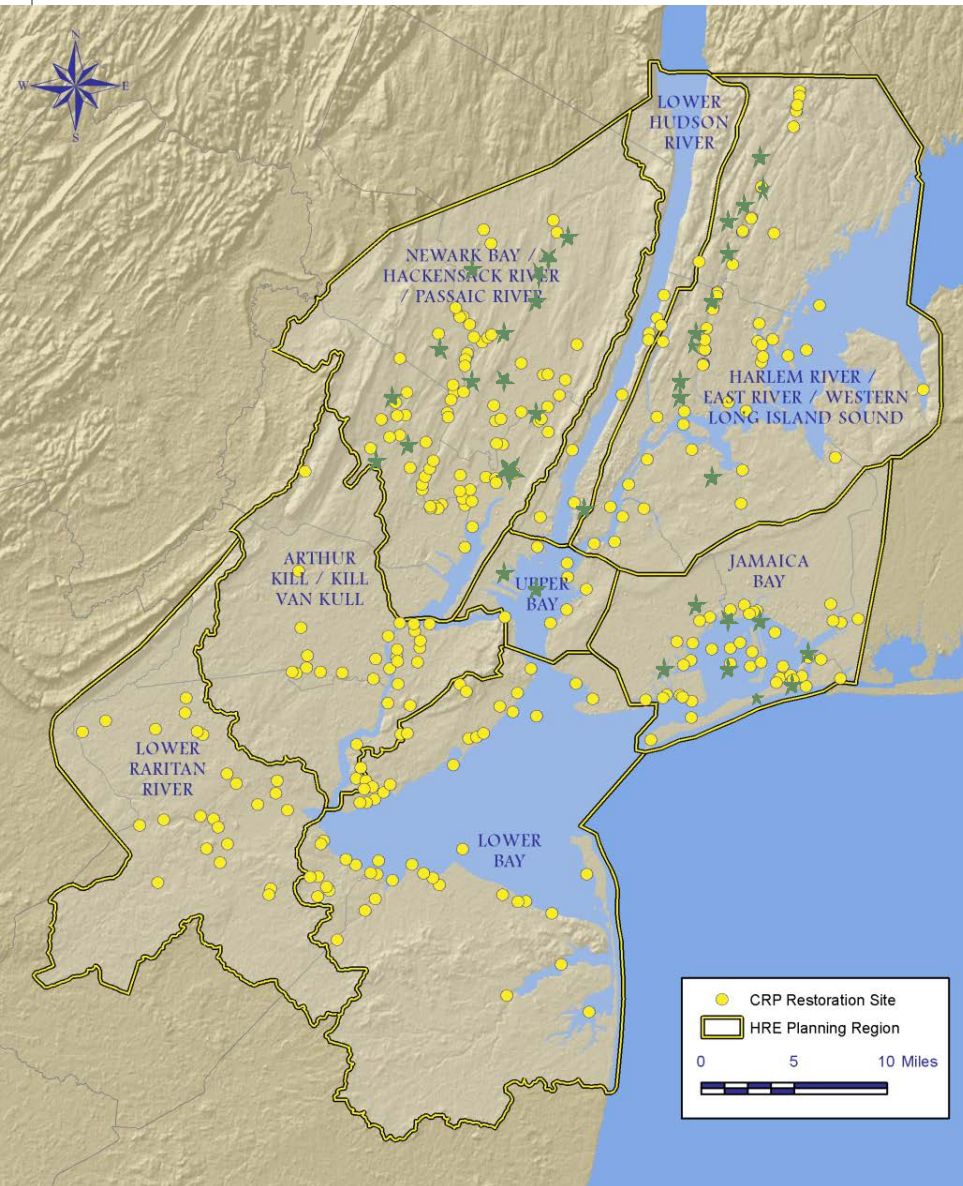 N
W
E
S
LOWER
HUDSON
RIVER
NEWARK BAY /
HACKENSACK RIVER
/ PASSAIC RIVER
HARLEM RIVER /
EAST RIVER / WESTERN
LONG ISLAND SOUND
ARTHUR
KILL / KILL
VAN KULL
UPPER
BAY
JAMAICA
BAY
LOWER
RARITAN
RIVER
LOWER
BAY
CRP Restoration Site
HRE Planning Region
0 5 10 Miles